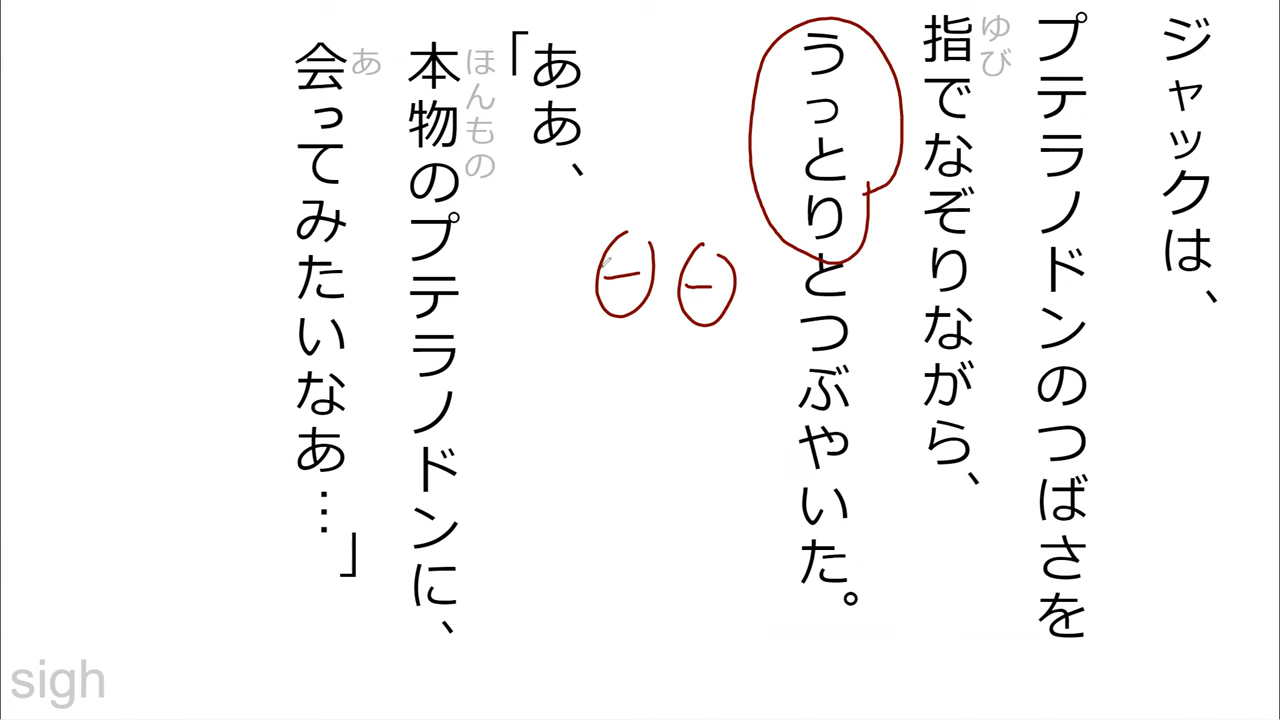 ジャックは、
プテラノドンのつばさを
指でなぞりながら、
ゆび
うっとりとつぶやいた。
「ああ、
本物のプテラノドンに、
ほんもの
会ってみたいなあ…」
あ
sigh